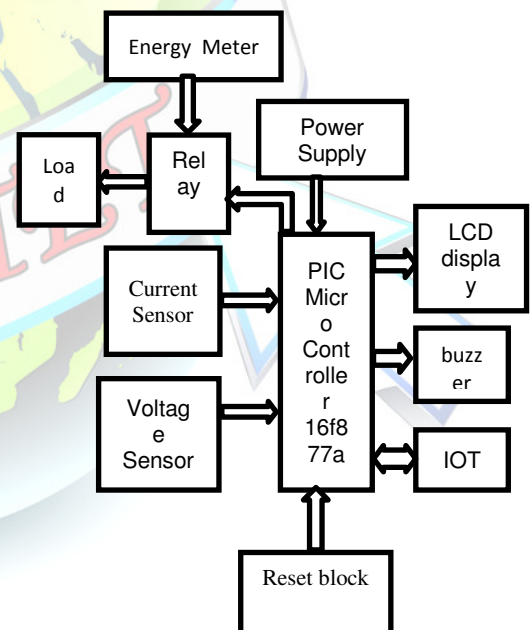 Energy Meter
Power
Supply
Loa
d
Rel
ay
LCD
displa
y
Current
Sensor
PIC
Micr
o
Cont
rolle
r
16f8
77a
buzz
er
Voltag
e
Sensor
IOT
Reset block